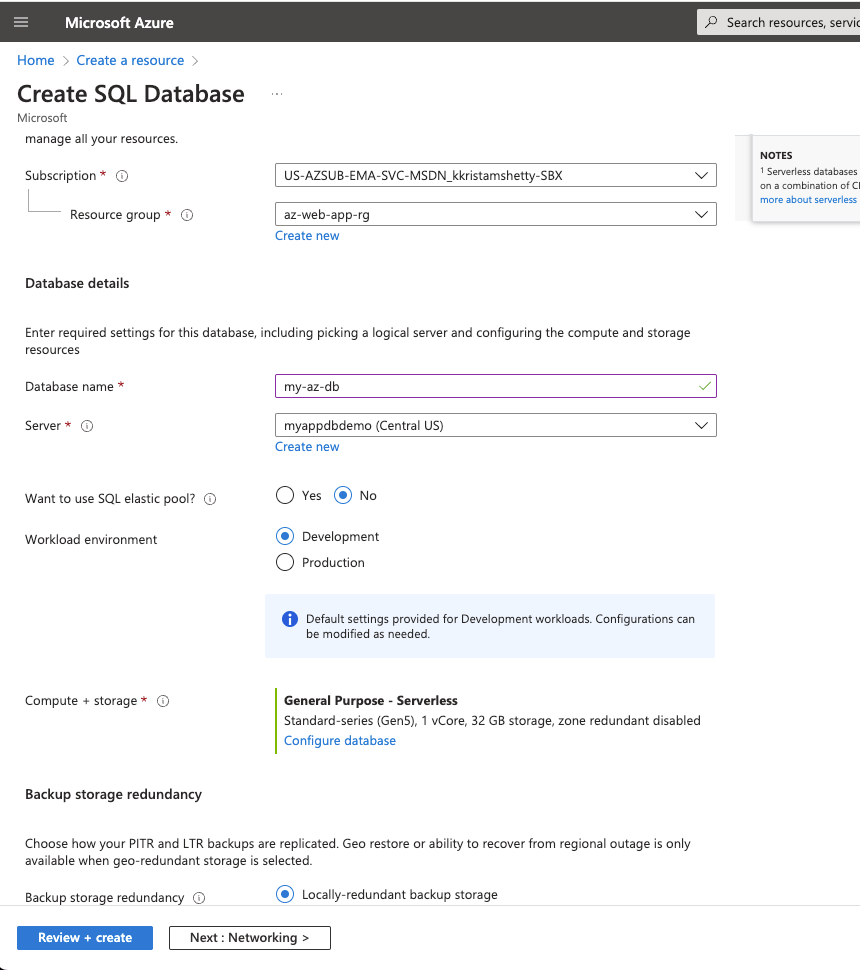 Microsoft Azure
Search resources, servic
Home > Create a resource >
Create SQL Database ...
Microsoft
manage all your resources.
Subscription *
US-AZSUB-EMA-SVC-MSDN_kkristamshetty-SBX
Resource group *
az-web-app-rg
Create new
NOTES
1 Serverless databases
on a combination of C
more about serverless
Database details
Enter required settings for this database, including picking a logical server and configuring the compute and storage
resources
Database name *
my-az-db
Server *
myappdbdemo (Central US)
Create new
Want to use SQL elastic pool?
Yes No
Workload environment
Development
Production
Default settings provided for Development workloads. Configurations can
be modified as needed.
Compute + storage *
General Purpose - Serverless
Standard-series (Gen5), 1 vCore, 32 GB storage, zone redundant disabled
Configure database
Backup storage redundancy
Choose how your PITR and LTR backups are replicated. Geo restore or ability to recover from regional outage is only
available when geo-redundant storage is selected.
Backup storage redundancy
Locally-redundant backup storage
Review + create
Next : Networking >